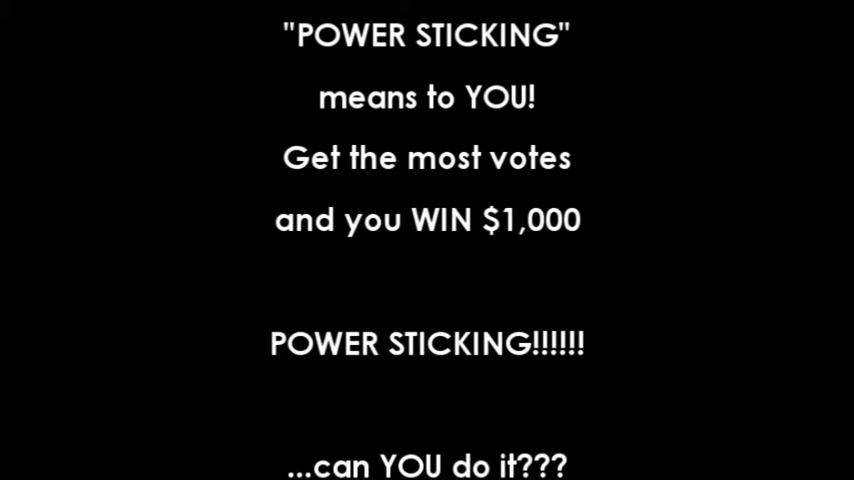 "POWER STICKING"
means to YOU!
Get the most votes
and you WIN $1,000
POWER STICKING!!!!!!
...can YOU do it???